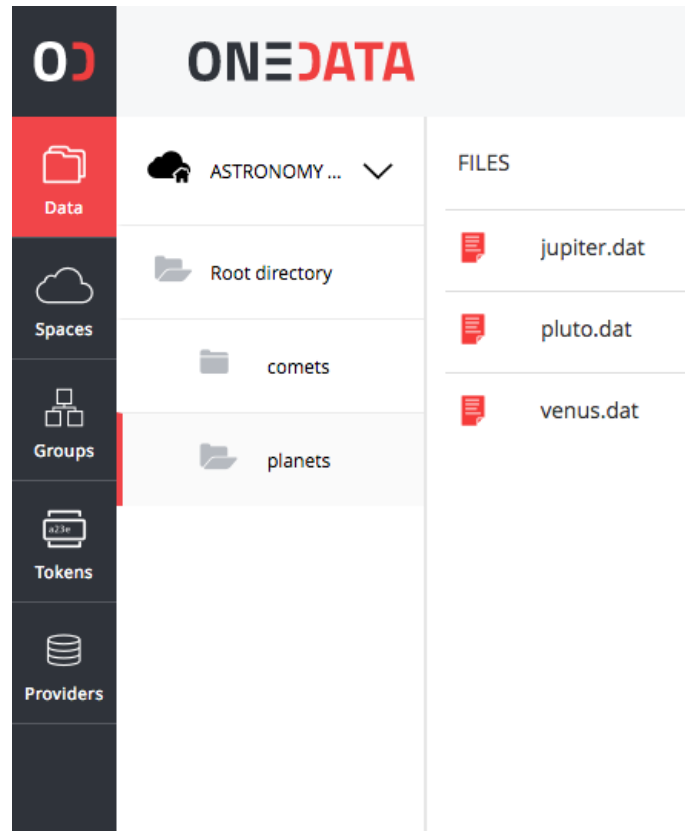 OD
ONEDATA
Data
Spaces
Groups
a23e
Tokens
Providers
ASTRONOMY ...
Root directory
comets
planets
FILES
jupiter.dat
pluto.dat
venus.dat